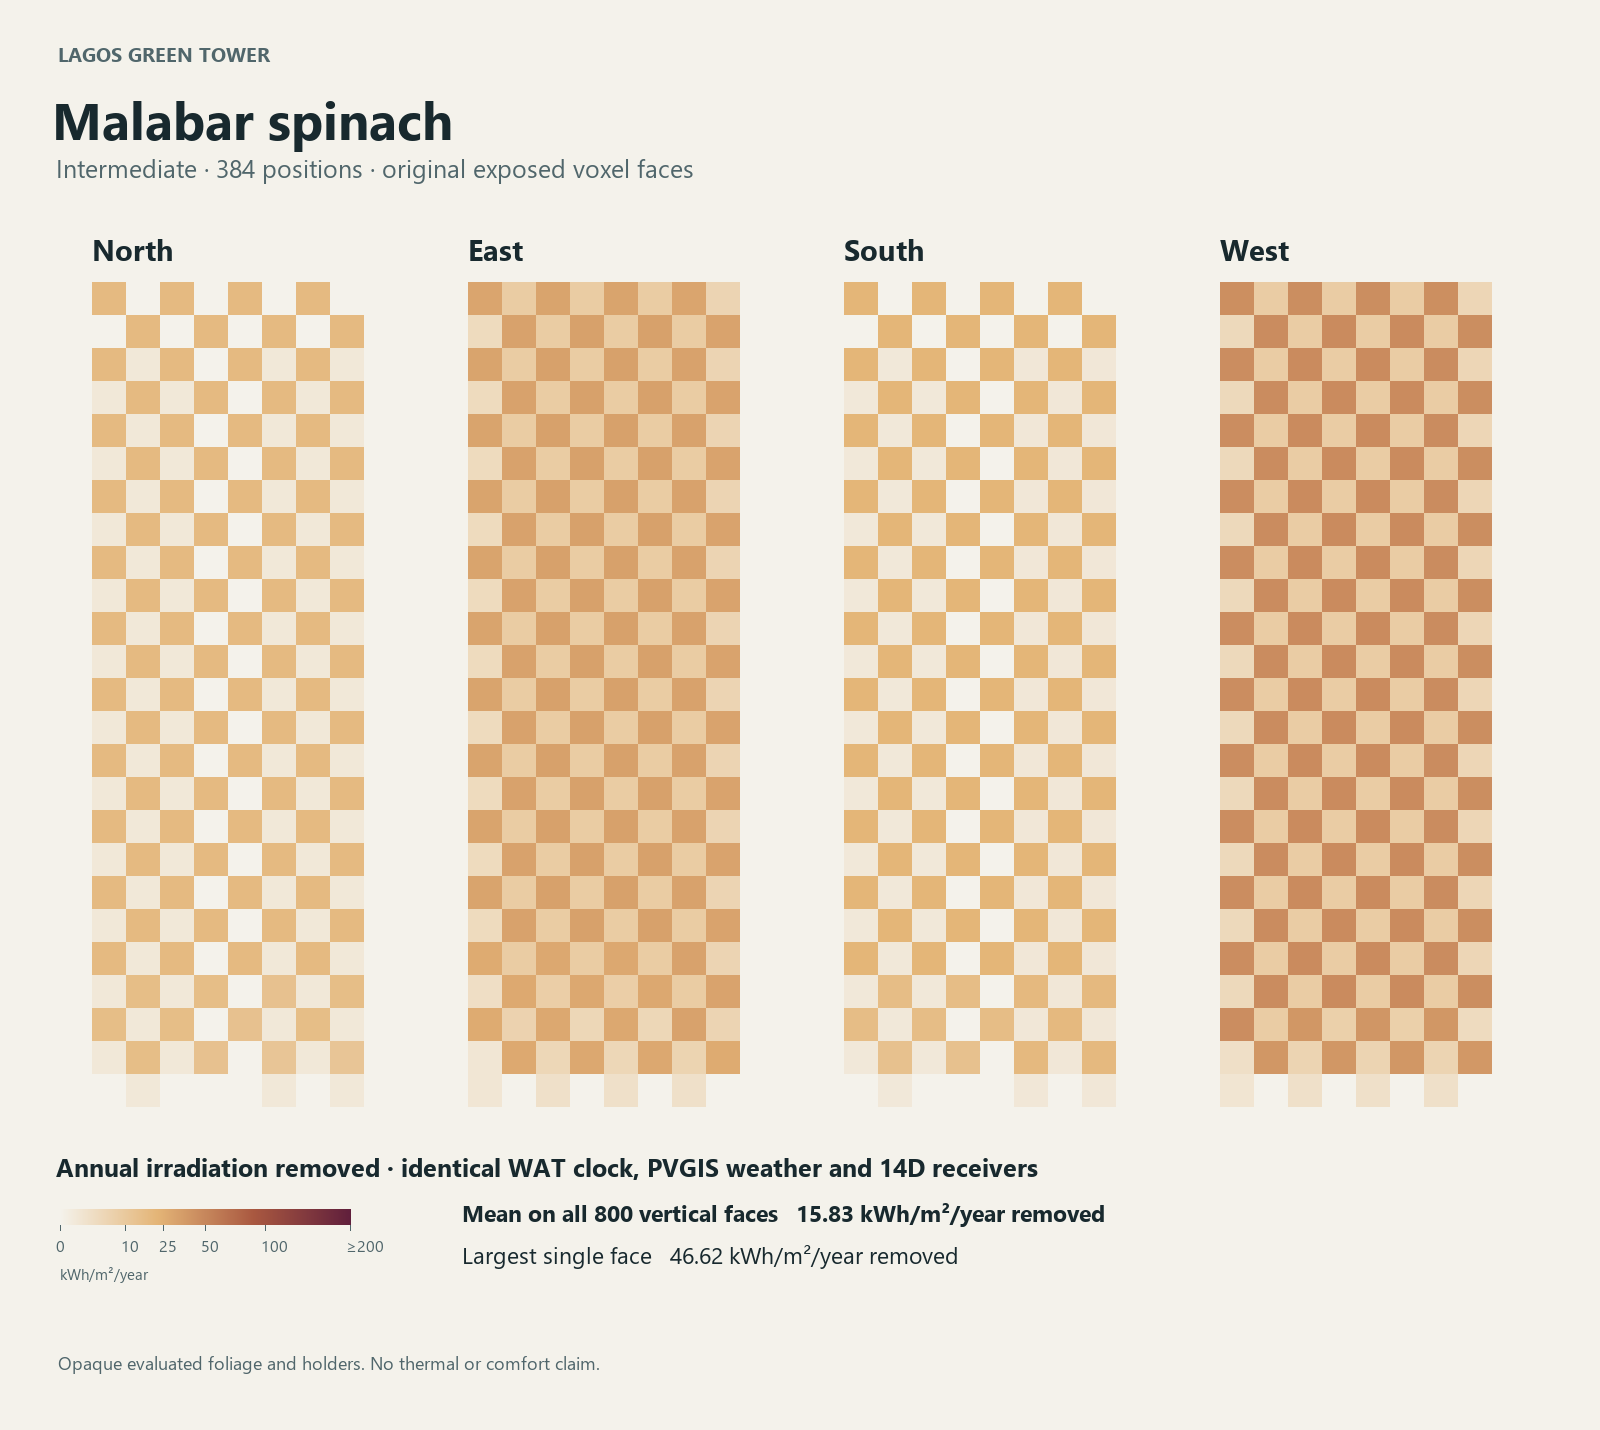 LAGOS GREEN TOWER
Malabar spinach
Intermediate · 384 positions · original exposed voxel faces
North East South West
Annual irradiation removed · identical WAT clock, PVGIS weather and 14D receivers
Mean on all 800 vertical faces 15.83 kWh/m²/year removed
0 10 25 50 100 ≥200
Largest single face 46.62 kWh/m²/year removed
kWh/m²/year
Opaque evaluated foliage and holders. No thermal or comfort claim.